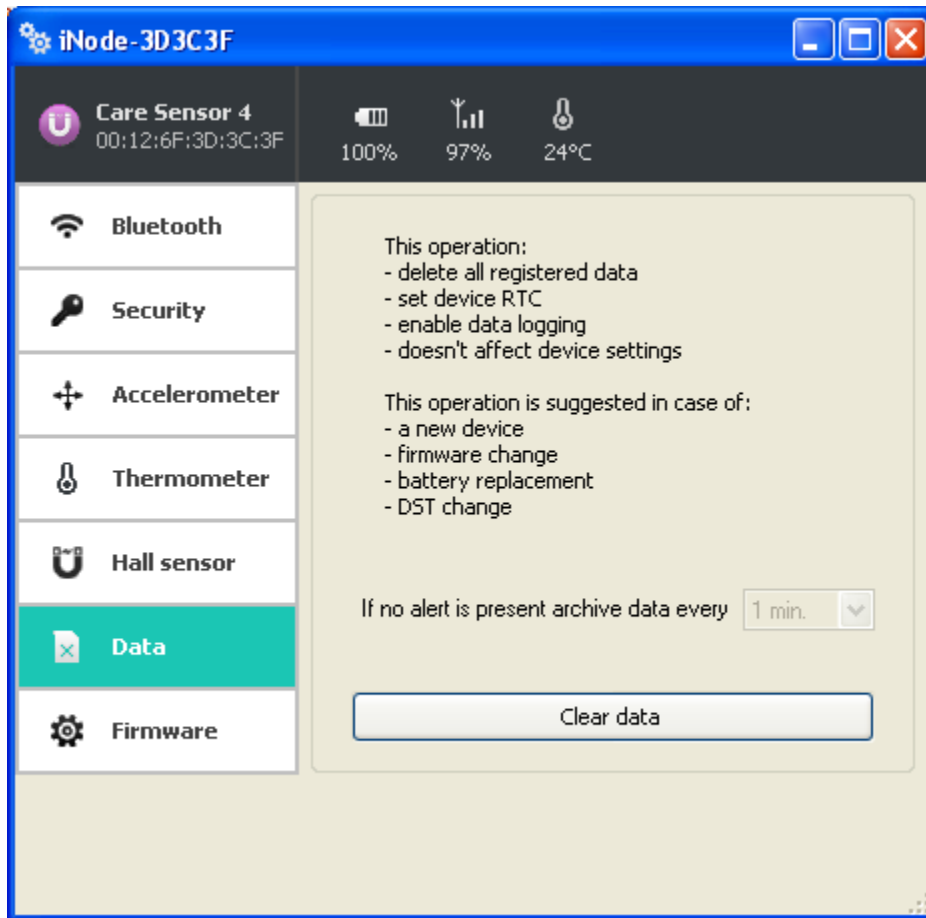 iNode-3D3C3F
Care Sensor 4
00:12:6F:3D:3C:3F
100%
97%
24°C
Bluetooth
Security
Accelerometer
Thermometer
Hall sensor
Data
Firmware
This operation:
- delete all registered data
- set device RTC
- enable data logging
- doesn't affect device settings
This operation is suggested in case of:
- a new device
- firmware change
- battery replacement
- DST change
If no alert is present archive data every 1 min.
Clear data